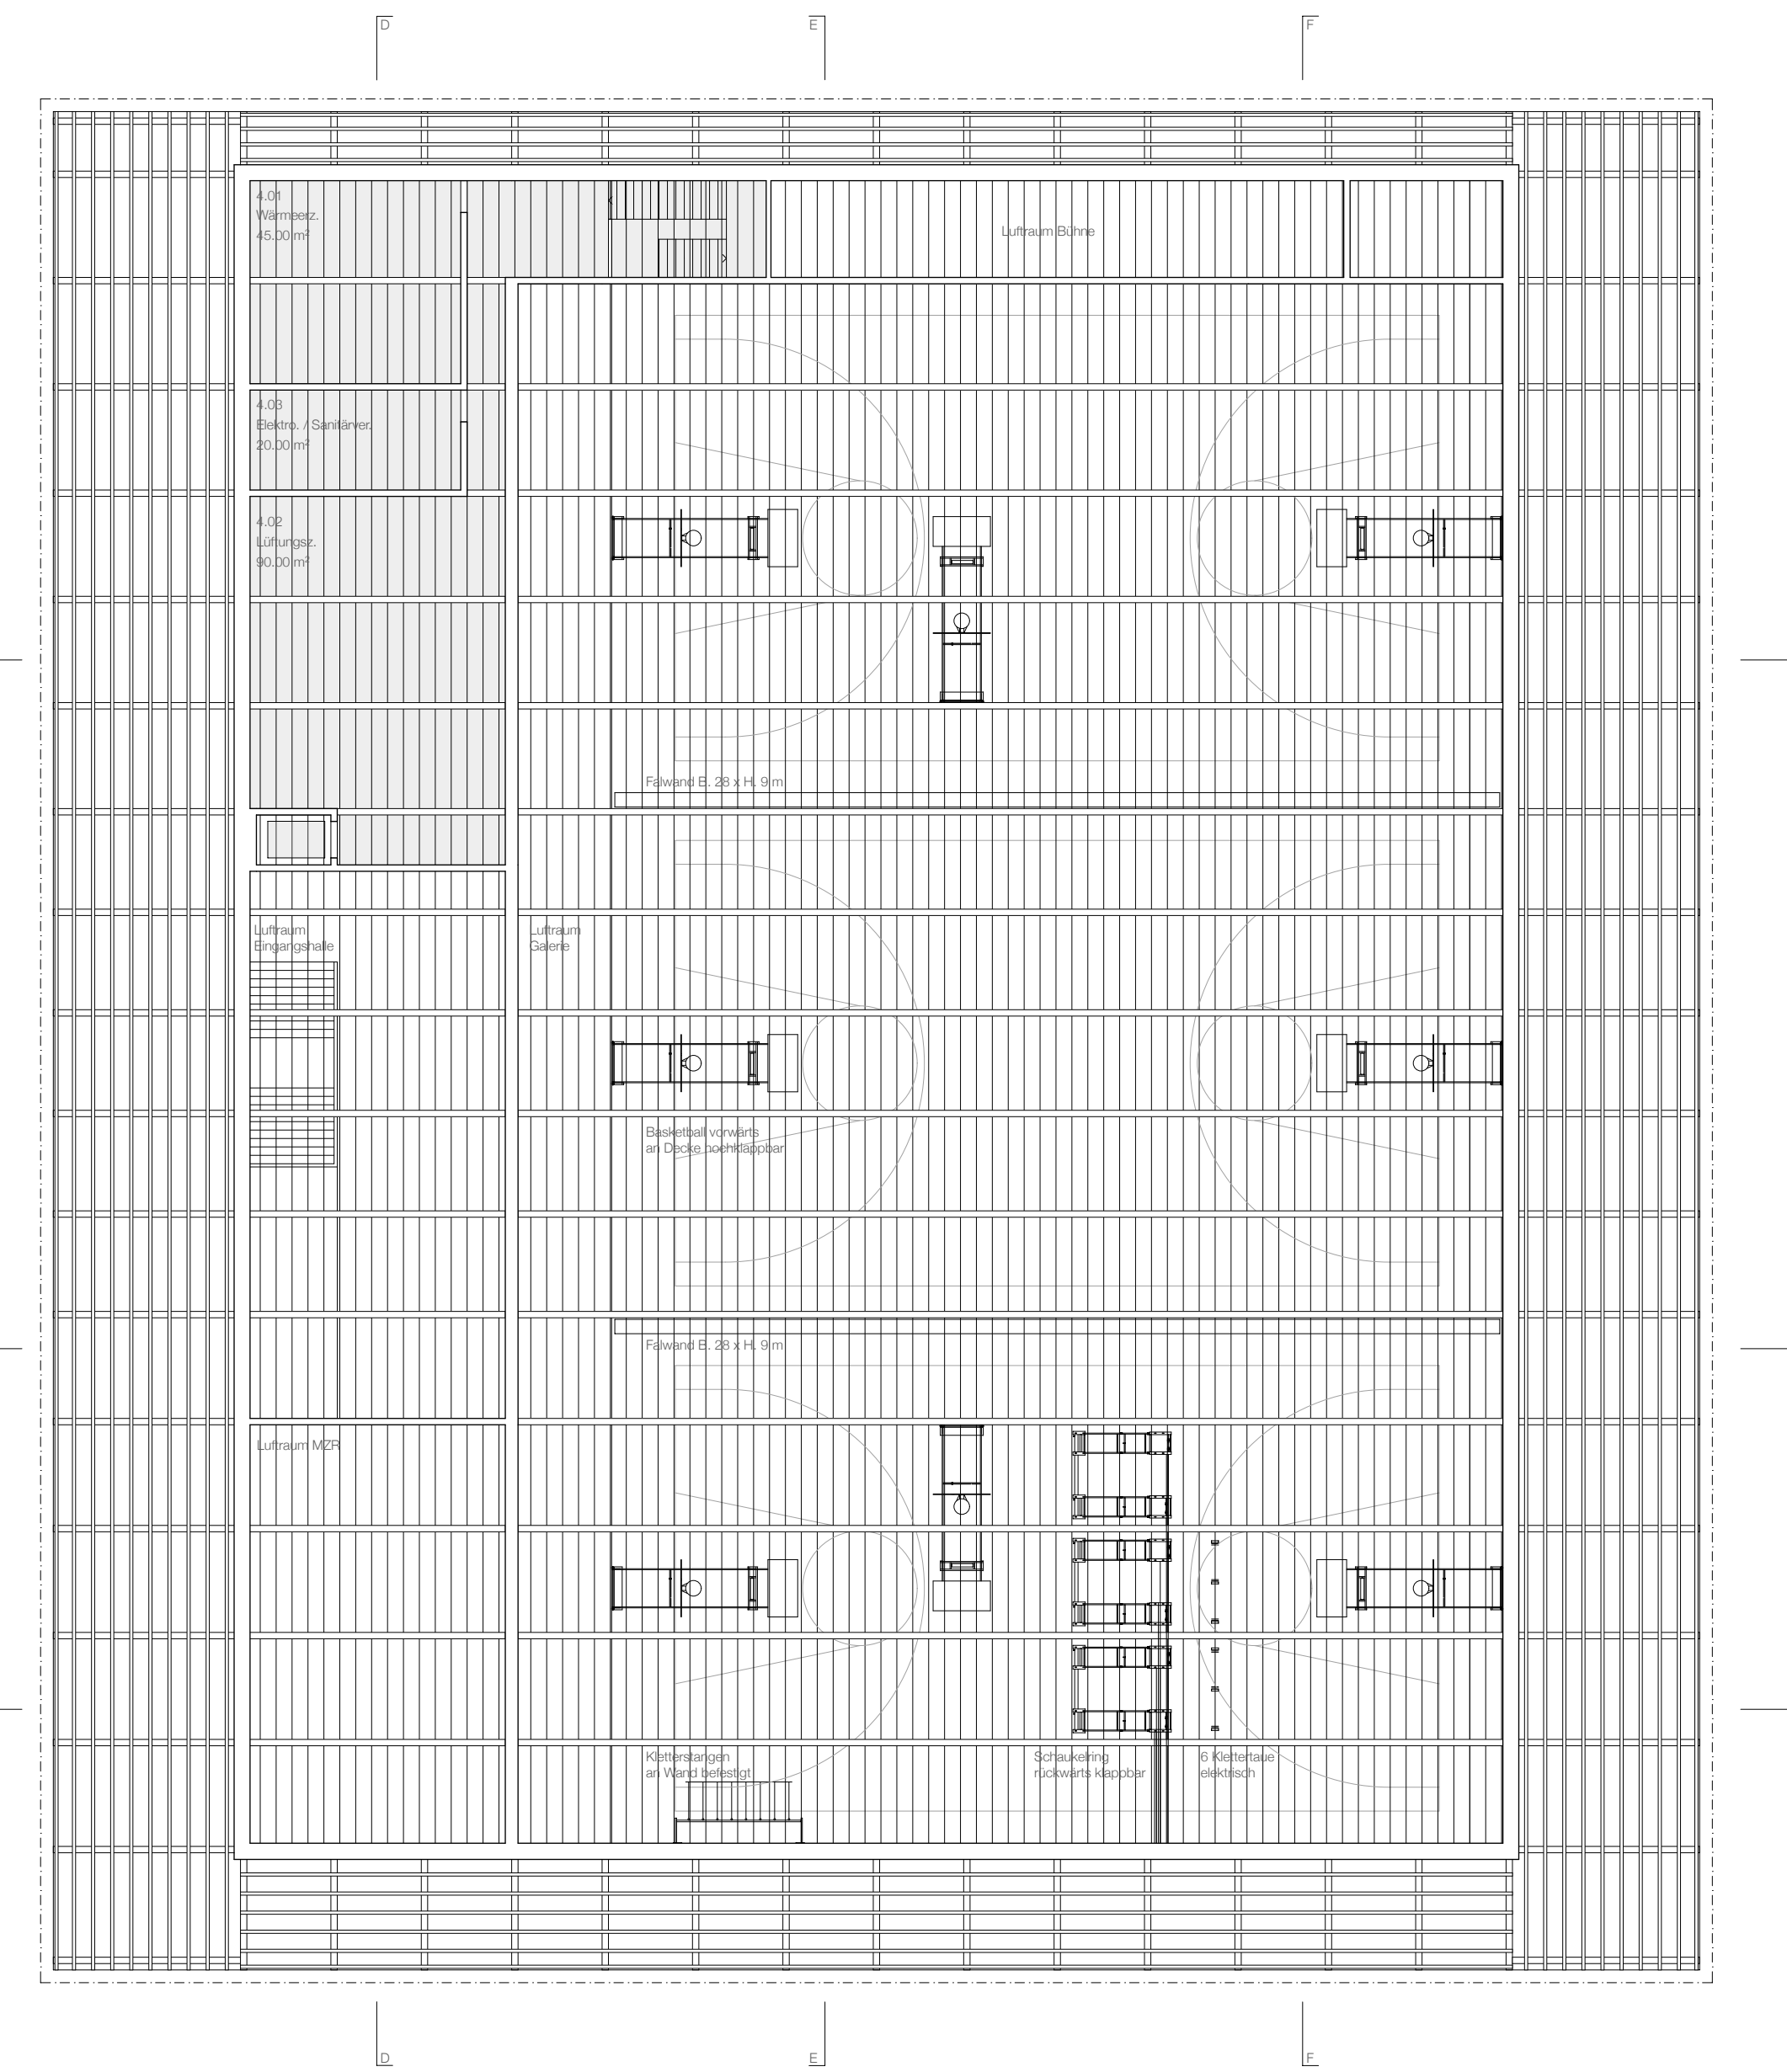 D
E
F
4.01
Wärmeerz.
45.00 m²
Luftraum Bühne
4.03
Elektro. / Sanitärver.
20.00 m²
4.02
Lüftungsz.
90.00 m²
Falwand B. 28 x H. 9 m
Luftraum
Eingangshalle
Luftraum
Galerie
Basketball vorwärts
an Decke hochklappbar
Falwand B. 28 x H. 9 m
Luftraum MZR
Kletterstangen
an Wand befestigt
Schaukelring
rückwärts klappbar
6 Klettertaue
elektrisch
D
E
F